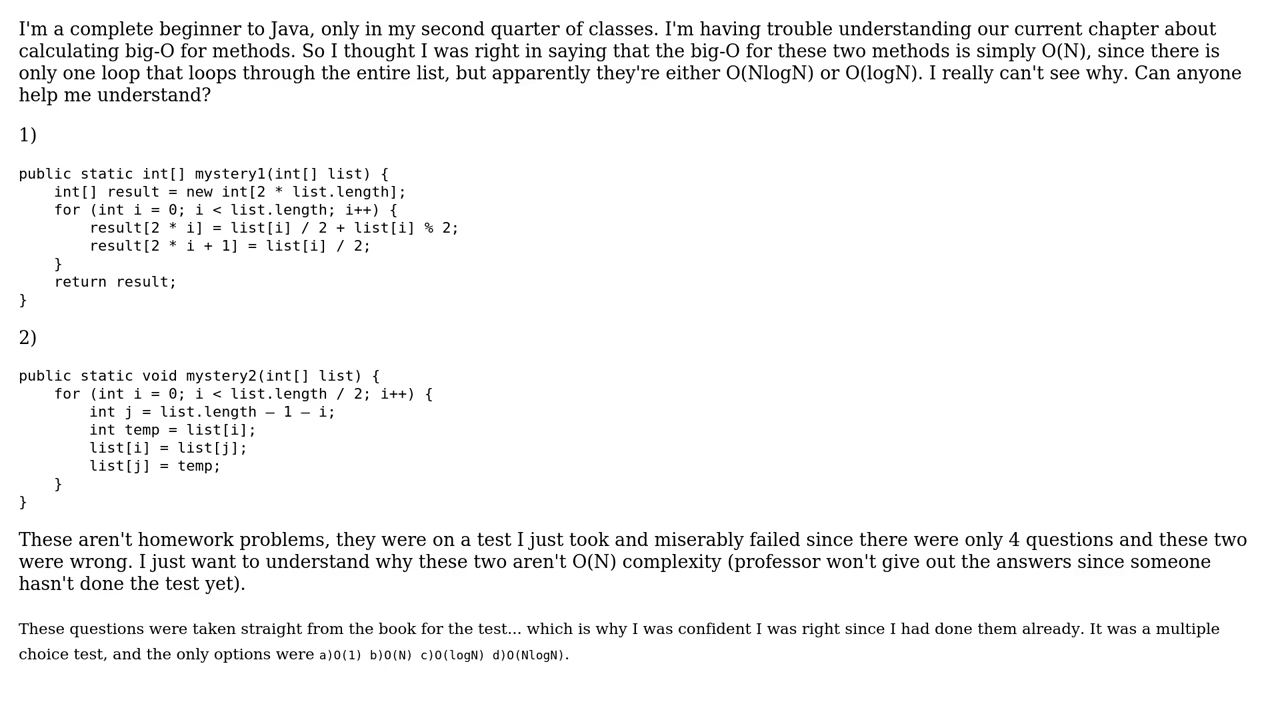 I'm a complete beginner to Java, only in my second quarter of classes. I'm having trouble understanding our current chapter about
calculating big-O for methods. So I thought I was right in saying that the big-O for these two methods is simply O(N), since there is
only one loop that loops through the entire list, but apparently they're either O(NlogN) or O(logN). I really can't see why. Can anyone
help me understand?
1)
public static int[] mystery1(int[] list) {
    int[] result = new int[2 * list.length];
    for (int i = 0; i < list.length; i++) {
        result[2 * i] = list[i] / 2 + list[i] % 2;
        result[2 * i + 1] = list[i] / 2;
    }
    return result;
}
2)
public static void mystery2(int[] list) {
    for (int i = 0; i < list.length / 2; i++) {
        int j = list.length – 1 – i;
        int temp = list[i];
        list[i] = list[j];
        list[j] = temp;
    }
}
These aren't homework problems, they were on a test I just took and miserably failed since there were only 4 questions and these two
were wrong. I just want to understand why these two aren't O(N) complexity (professor won't give out the answers since someone
hasn't done the test yet).
These questions were taken straight from the book for the test... which is why I was confident I was right since I had done them already. It was a multiple
choice test, and the only options were a)O(1) b)O(N) c)O(logN) d)O(NlogN).